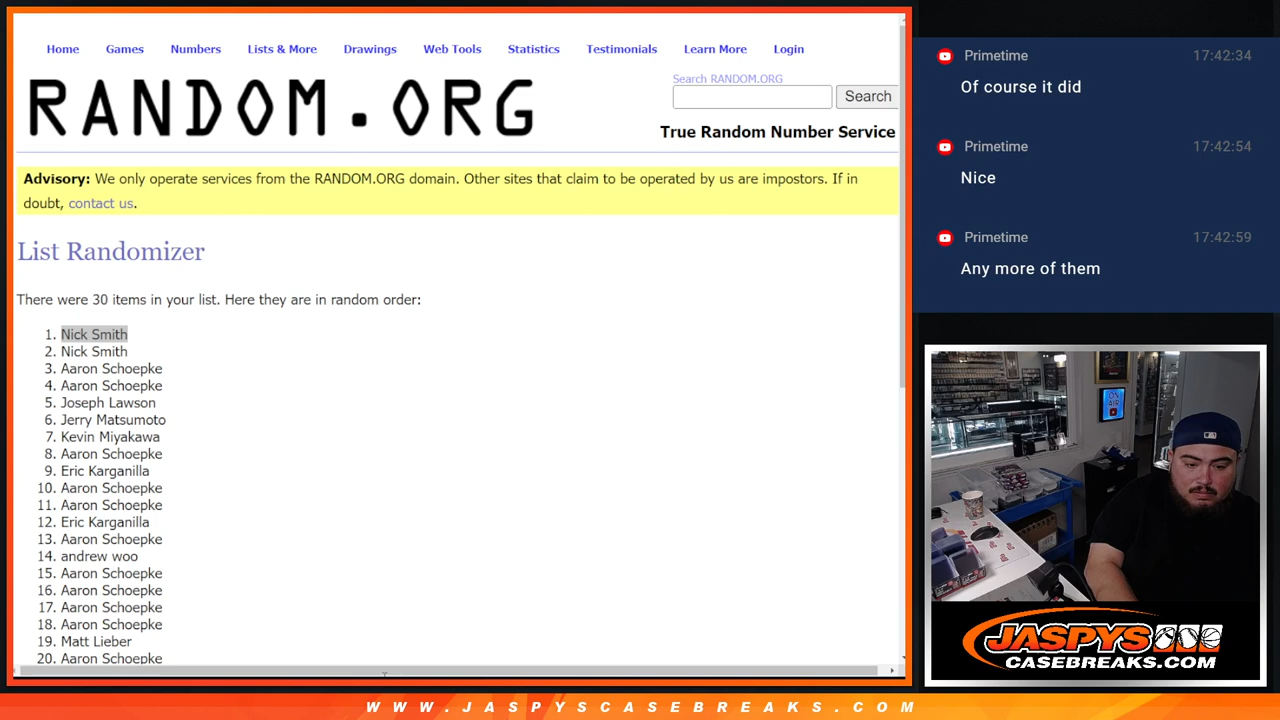 Home Games Numbers Lists & More Drawings Web Tools Statistics Testimonials Learn More Login
RANDOM.ORG
Search RANDOM.ORG
Search
True Random Number Service
Advisory: We only operate services from the RANDOM.ORG domain. Other sites that claim to be operated by us are impostors. If in
doubt, contact us.
List Randomizer
There were 30 items in your list. Here they are in random order:
1. Nick Smith
2. Nick Smith
3. Aaron Schoepke
4. Aaron Schoepke
5. Joseph Lawson
6. Jerry Matsumoto
7. Kevin Miyakawa
8. Aaron Schoepke
9. Eric Karganilla
10. Aaron Schoepke
11. Aaron Schoepke
12. Eric Karganilla
13. Aaron Schoepke
14. andrew woo
15. Aaron Schoepke
16. Aaron Schoepke
17. Aaron Schoepke
18. Aaron Schoepke
19. Matt Lieber
20. Aaron Schoepke
Primetime 17:42:34
Of course it did
Primetime 17:42:54
Nice
Primetime 17:42:59
Any more of them
ON
AIR
JASPYS
CASEBREAKS.COM
WWW.JASPYSCASEBREAKS.COM